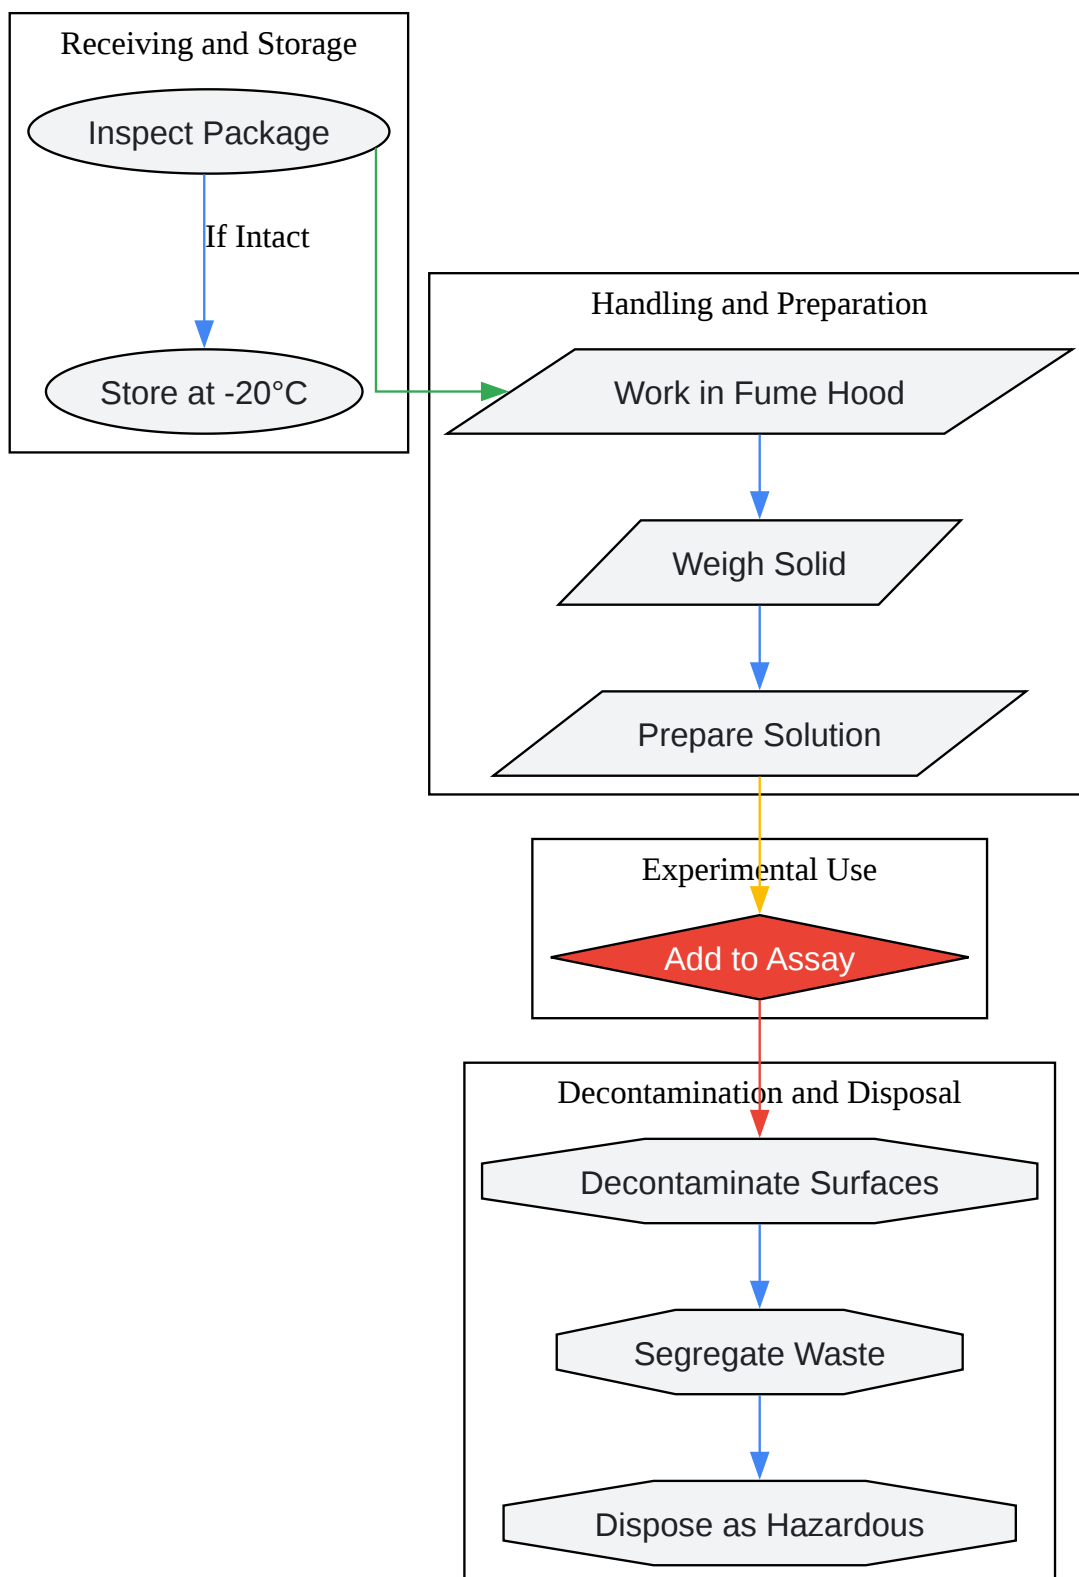 Receiving and Storage
Inspect Package
If Intact
Store at -20°C
Handling and Preparation
Work in Fume Hood
Weigh Solid
Prepare Solution
Experimental Use
Add to Assay
Decontamination and Disposal
Decontaminate Surfaces
Segregate Waste
Dispose as Hazardous